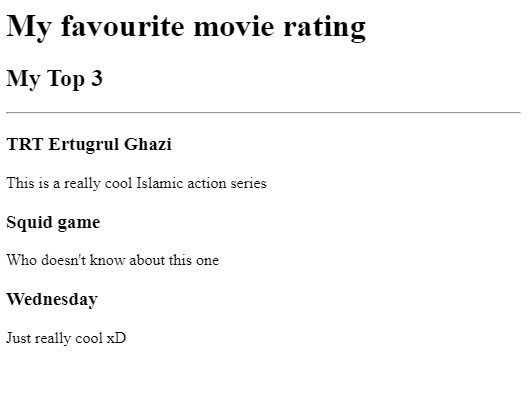 My favourite movie rating
My Top 3
TRT Ertugrul Ghazi
This is a really cool Islamic action series
Squid game
Who doesn't know about this one
Wednesday
Just really cool xD